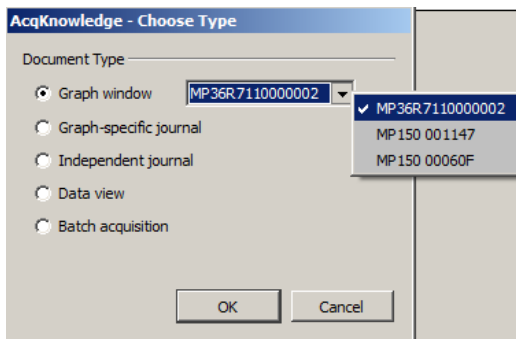 AcqKnowledge - Choose Type
Document Type
Graph window MP36R7110000002
MP36R7110000002
Graph-specific journal
MP150 001147
Independent journal
MP150 00060F
Data view
Batch acquisition
OK Cancel